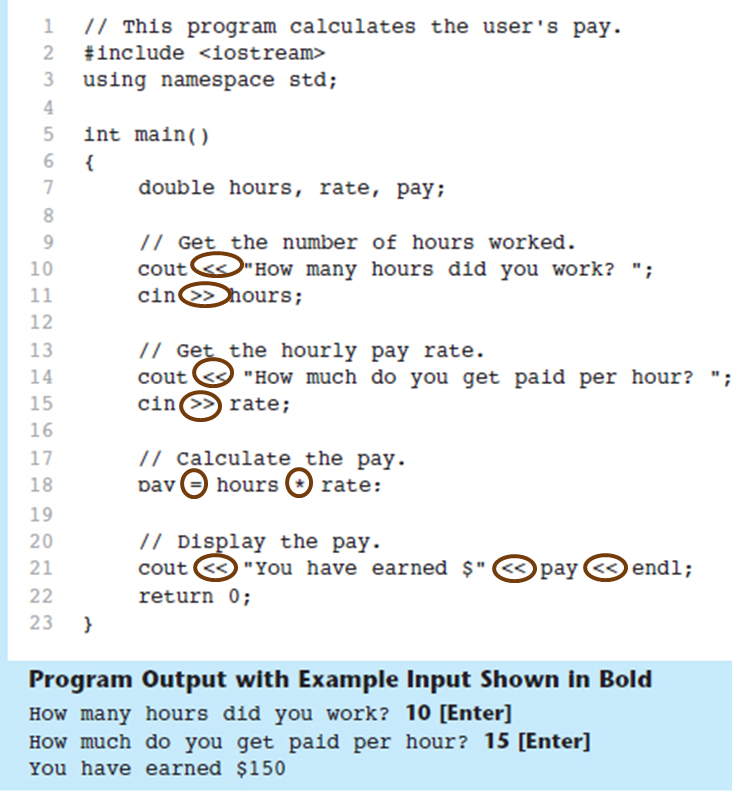 1 // This program calculates the user's pay.
2 #include <iostream>
3 using namespace std;
4
5 int main()
6 {
7 double hours, rate, pay;
8
9 // Get the number of hours worked.
10 cout << "How many hours did you work? ";
11 cin >> hours;
12
13 // Get the hourly pay rate.
14 cout << "How much do you get paid per hour? ";
15 cin >> rate;
16
17 // Calculate the pay.
18 pay = hours * rate;
19
20 // Display the pay.
21 cout << "You have earned $" << pay << endl;
22 return 0;
23 }
Program Output with Example Input Shown in Bold
How many hours did you work? 10 [Enter]
How much do you get paid per hour? 15 [Enter]
You have earned $150